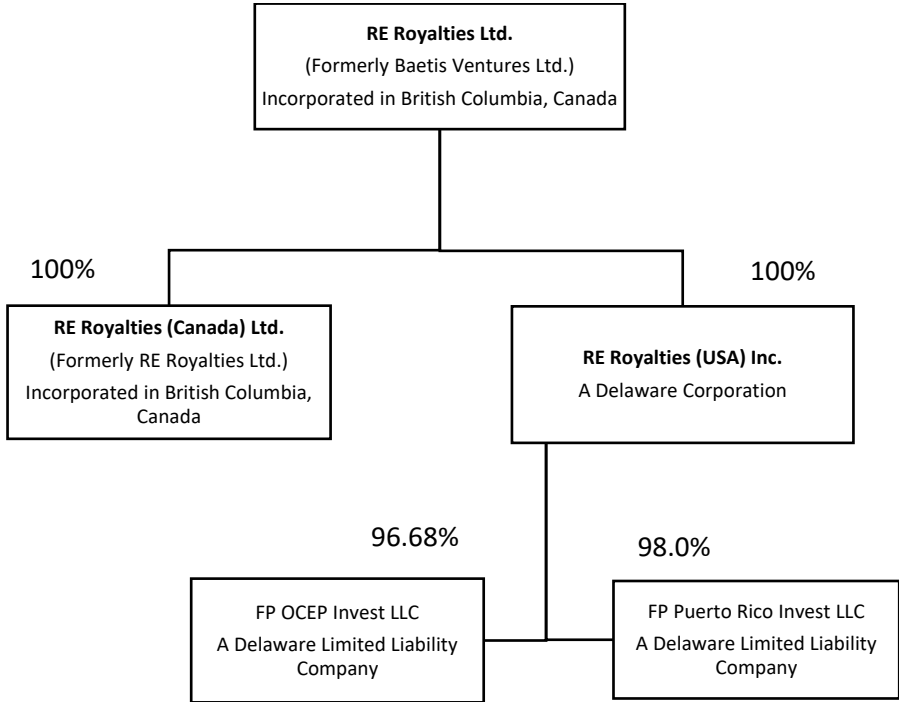 RE Royalties Ltd.
(Formerly Baetis Ventures Ltd.)
Incorporated in British Columbia, Canada
100%
100%
RE Royalties (Canada) Ltd.
(Formerly RE Royalties Ltd.)
Incorporated in British Columbia,
Canada
RE Royalties (USA) Inc.
A Delaware Corporation
96.68%
98.0%
FP OCEP Invest LLC
A Delaware Limited Liability
Company
FP Puerto Rico Invest LLC
A Delaware Limited Liability
Company